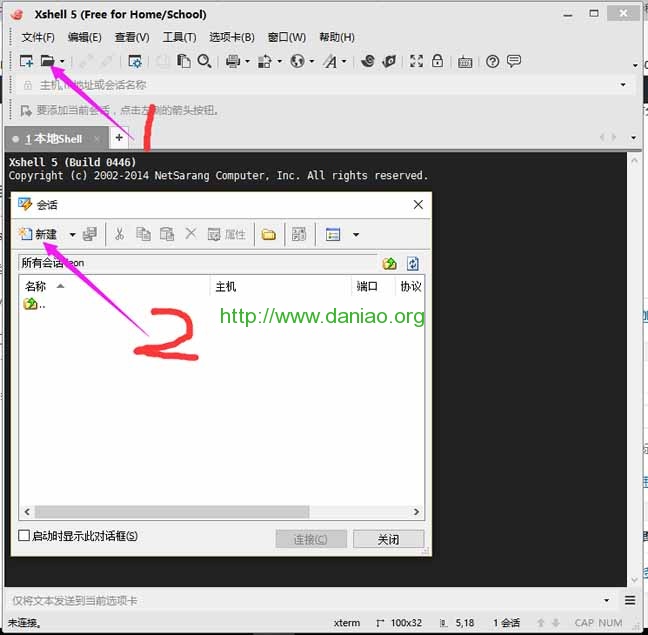 Xshell 5 (Free for Home/School)
文件(F) 编辑(E) 查看(V) 工具(T) 选项卡(B) 窗口(W) 帮助(H)
主机,IP地址或会话名称
要添加当前会话，点击左侧的箭头按钮。
1 本地Shell × +
1
Xshell 5 (Build 0446)
Copyright (c) 2002-2014 NetSarang Computer, Inc. All rights reserved.
会话
新建 属性
所有会话
名称 主机 端口 协议
..
http://www.daniao.org
2
启动时显示此对话框(S)
连接(C) 关闭
仅将文本发送到当前选项卡
未连接。 xterm 100x32 5,18 1 会话 CAP NUM